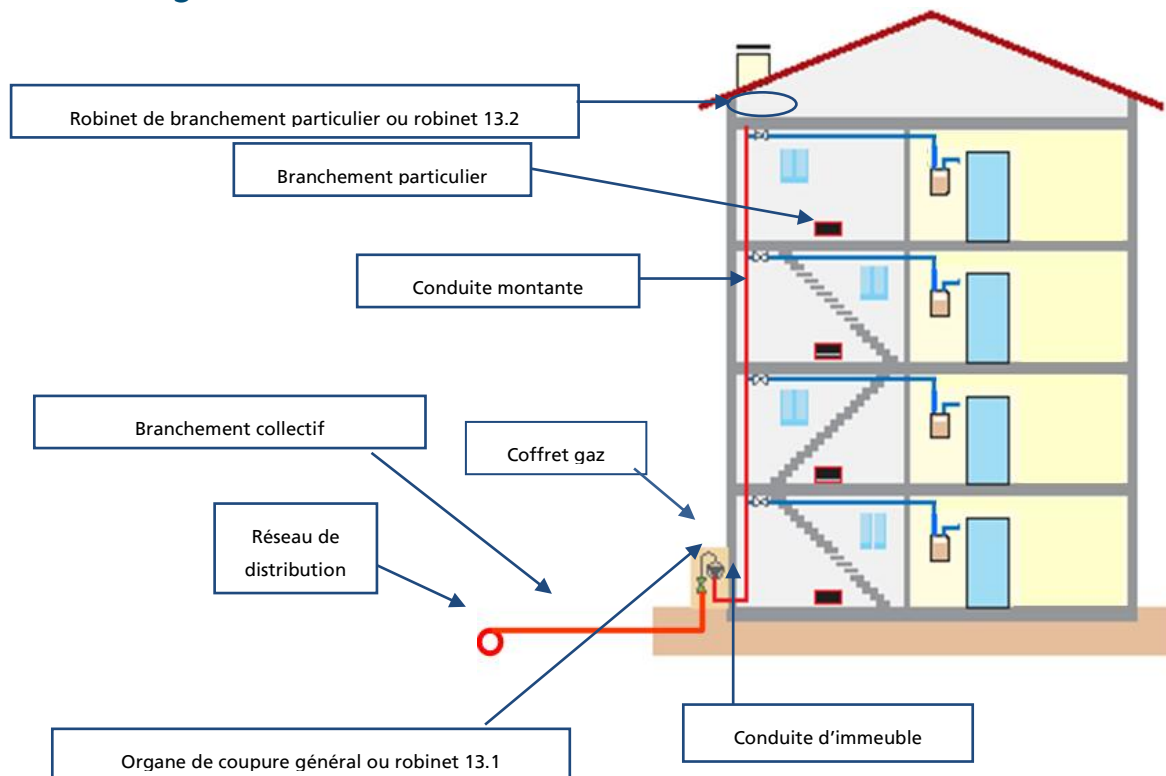 Robinet de branchement particulier ou robinet 13.2
Branchement particulier
Conduite montante
Branchement collectif
Coffret gaz
Réseau de
distribution
Conduite d’immeuble
Organe de coupure général ou robinet 13.1